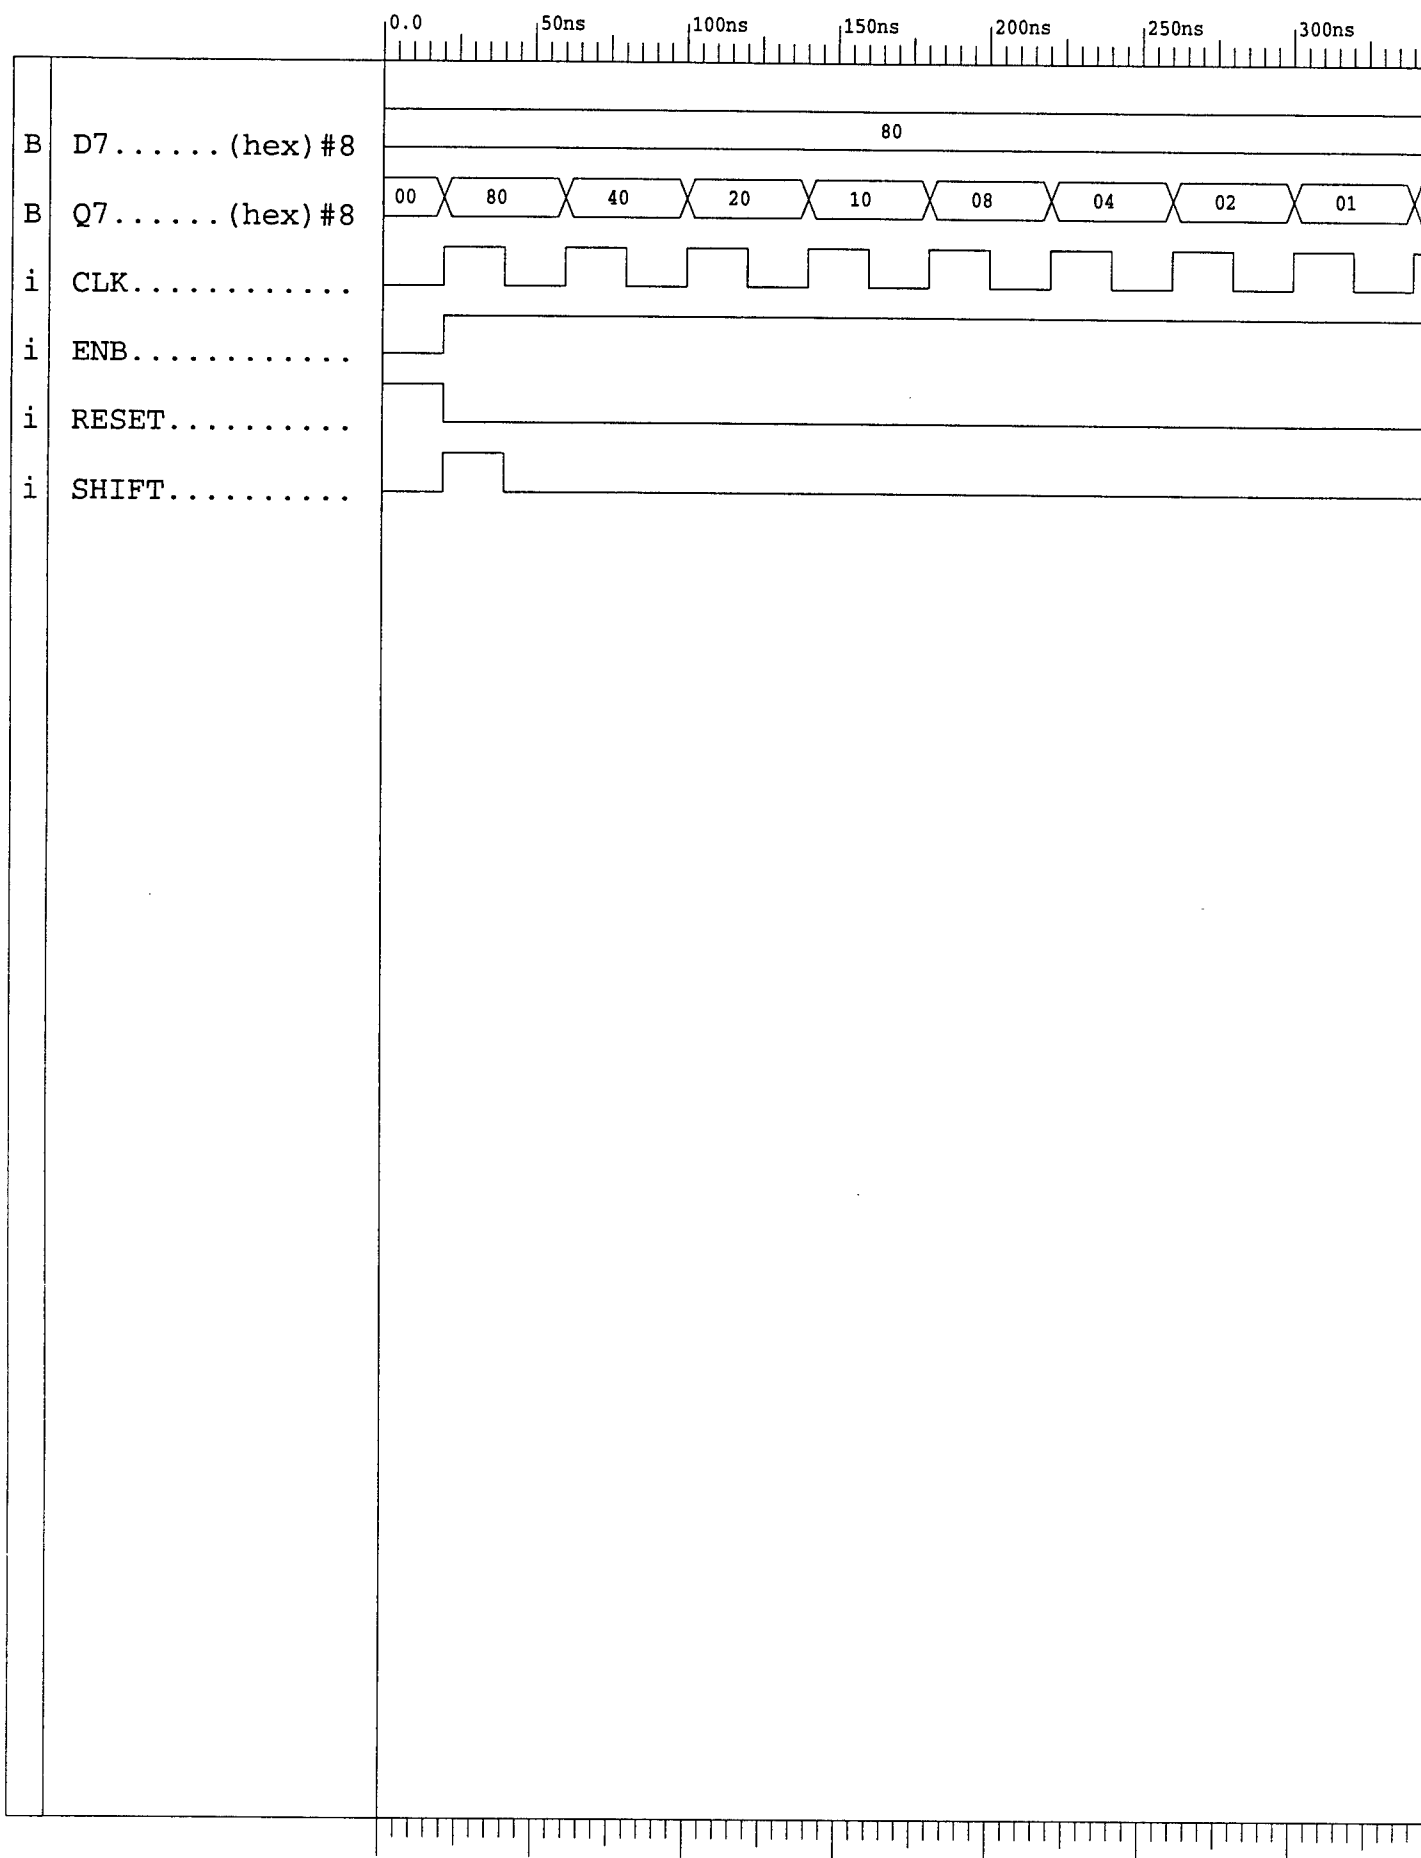 0.0 50ns 100ns 150ns 200ns 250ns 300ns
B D7......(hex)#8 80
B Q7......(hex)#8 00 80 40 20 10 08 04 02 01
i CLK............
i ENB............
i RESET..........
i SHIFT..........